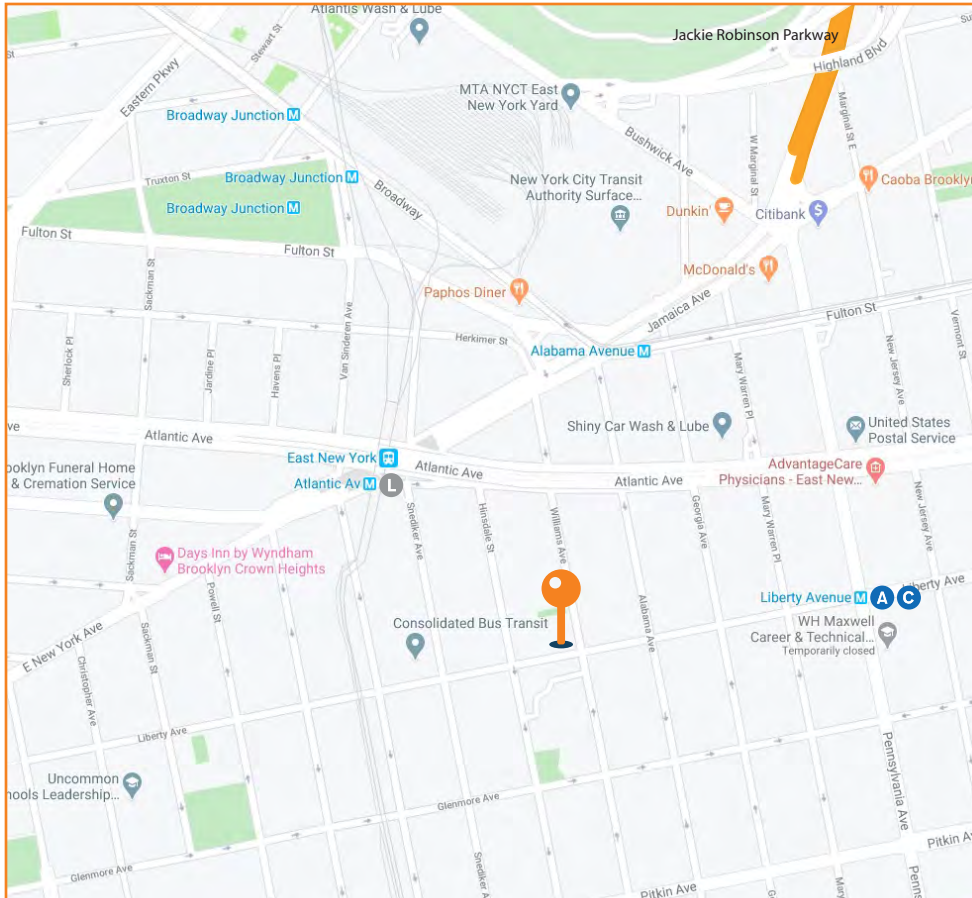 Atlantis Wash & Lube
Jackie Robinson Parkway
Highland Blvd
Stewart St
Eastern Pkwy
MTA NYCT East
New York Yard
Broadway Junction M
Bushwick Ave
W Marginal St
Marginal St E
Truxton St
Broadway Junction M
Broadway
New York City Transit
Authority Surface...
Caoba Brooklyn
Broadway Junction M
Dunkin'
Citibank
$
Fulton St
Fulton St
McDonald's
Sackman St
Paphos Diner
Jamaica Ave
Fulton St
Van Sinderen Ave
Herkimer St
Alabama Avenue M
Vermont St
New Jersey Ave
Sherlock Pl
Jardine Pl
Havens Pl
Mary Warren Pl
Shiny Car Wash & Lube
United States
Postal Service
Atlantic Ave
East New York
Atlantic Ave
Atlantic Ave
Atlantic Av M L
AdvantageCare
Physicians - East New...
ooklyn Funeral Home
& Cremation Service
Snediker Ave
Hinsdale St
Williams Ave
Georgia Ave
Mary Warren Pl
New Jersey Ave
Sackman St
Days Inn by Wyndham
Brooklyn Crown Heights
Powell St
Alabama Ave
Liberty Avenue M A C
Liberty Ave
E New York Ave
Sackman St
Consolidated Bus Transit
WH Maxwell
Career & Technical...
Temporarily closed
Christopher Ave
Liberty Ave
Pennsylvania Ave
Uncommon
hools Leadership...
Glenmore Ave
Snediker Ave
Pitkin Av
Glenmore Ave
Pitkin Ave